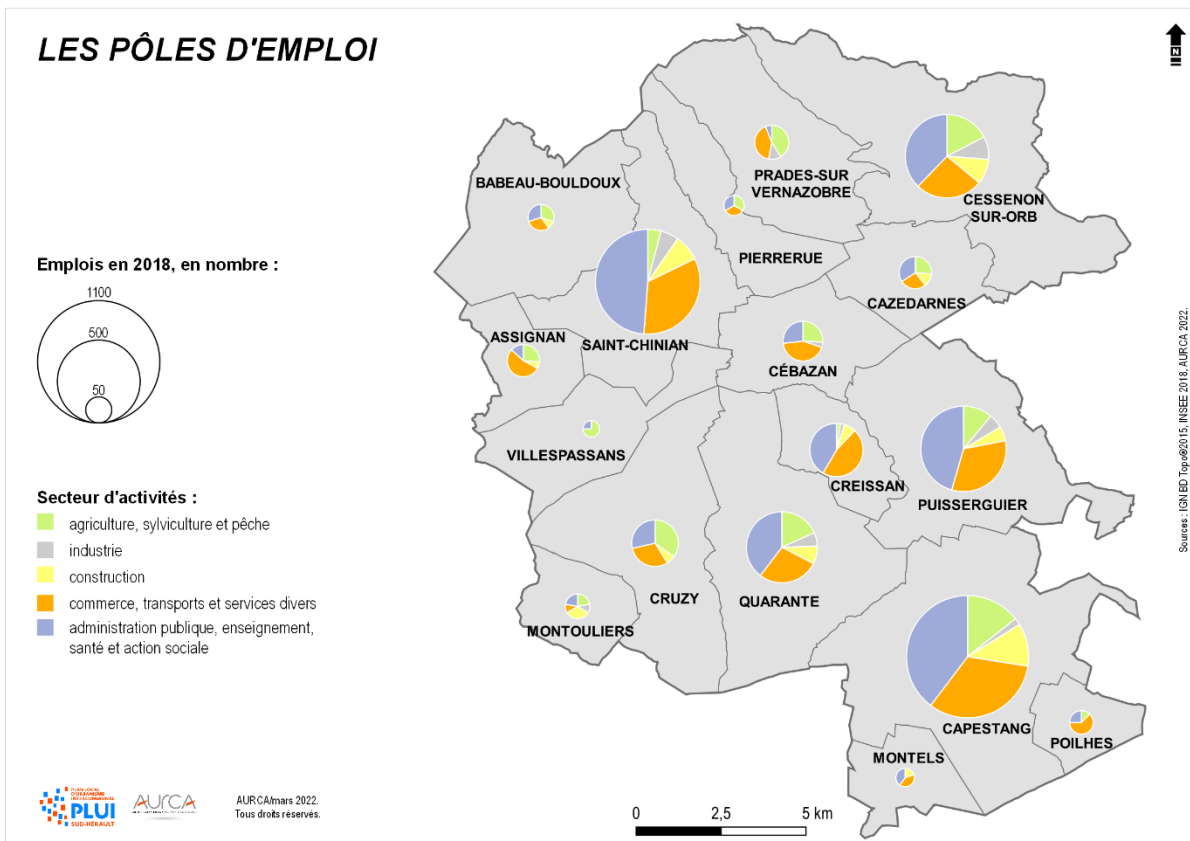 LES PÔLES D'EMPLOI
N
BABEAU-BOULDOUX
PRADES-SUR
VERNAZOBRE
CESSENON
SUR-ORB
PIERRERUE
Emplois en 2018, en nombre :
1100
500
50
CAZEDARNES
ASSIGNAN
SAINT-CHINIAN
CÉBAZAN
VILLESPASSANS
CREISSAN
PUISSERGUIER
Secteur d'activités :
agriculture, sylviculture et pêche
industrie
construction
commerce, transports et services divers
administration publique, enseignement,
santé et action sociale
CRUZY
QUARANTE
MONTOULIERS
CAPESTANG
POILHES
MONTELS
PLAN LOCAL
D'URBANISME
INTERCOMMUNAL
PLUI
SUD-HÉRAULT
AURCA
AURCA/mars 2022.
Tous droits réservés.
0 2,5 5 km
Sources : IGN BD Topo©2015, INSEE 2018, AURCA 2022.